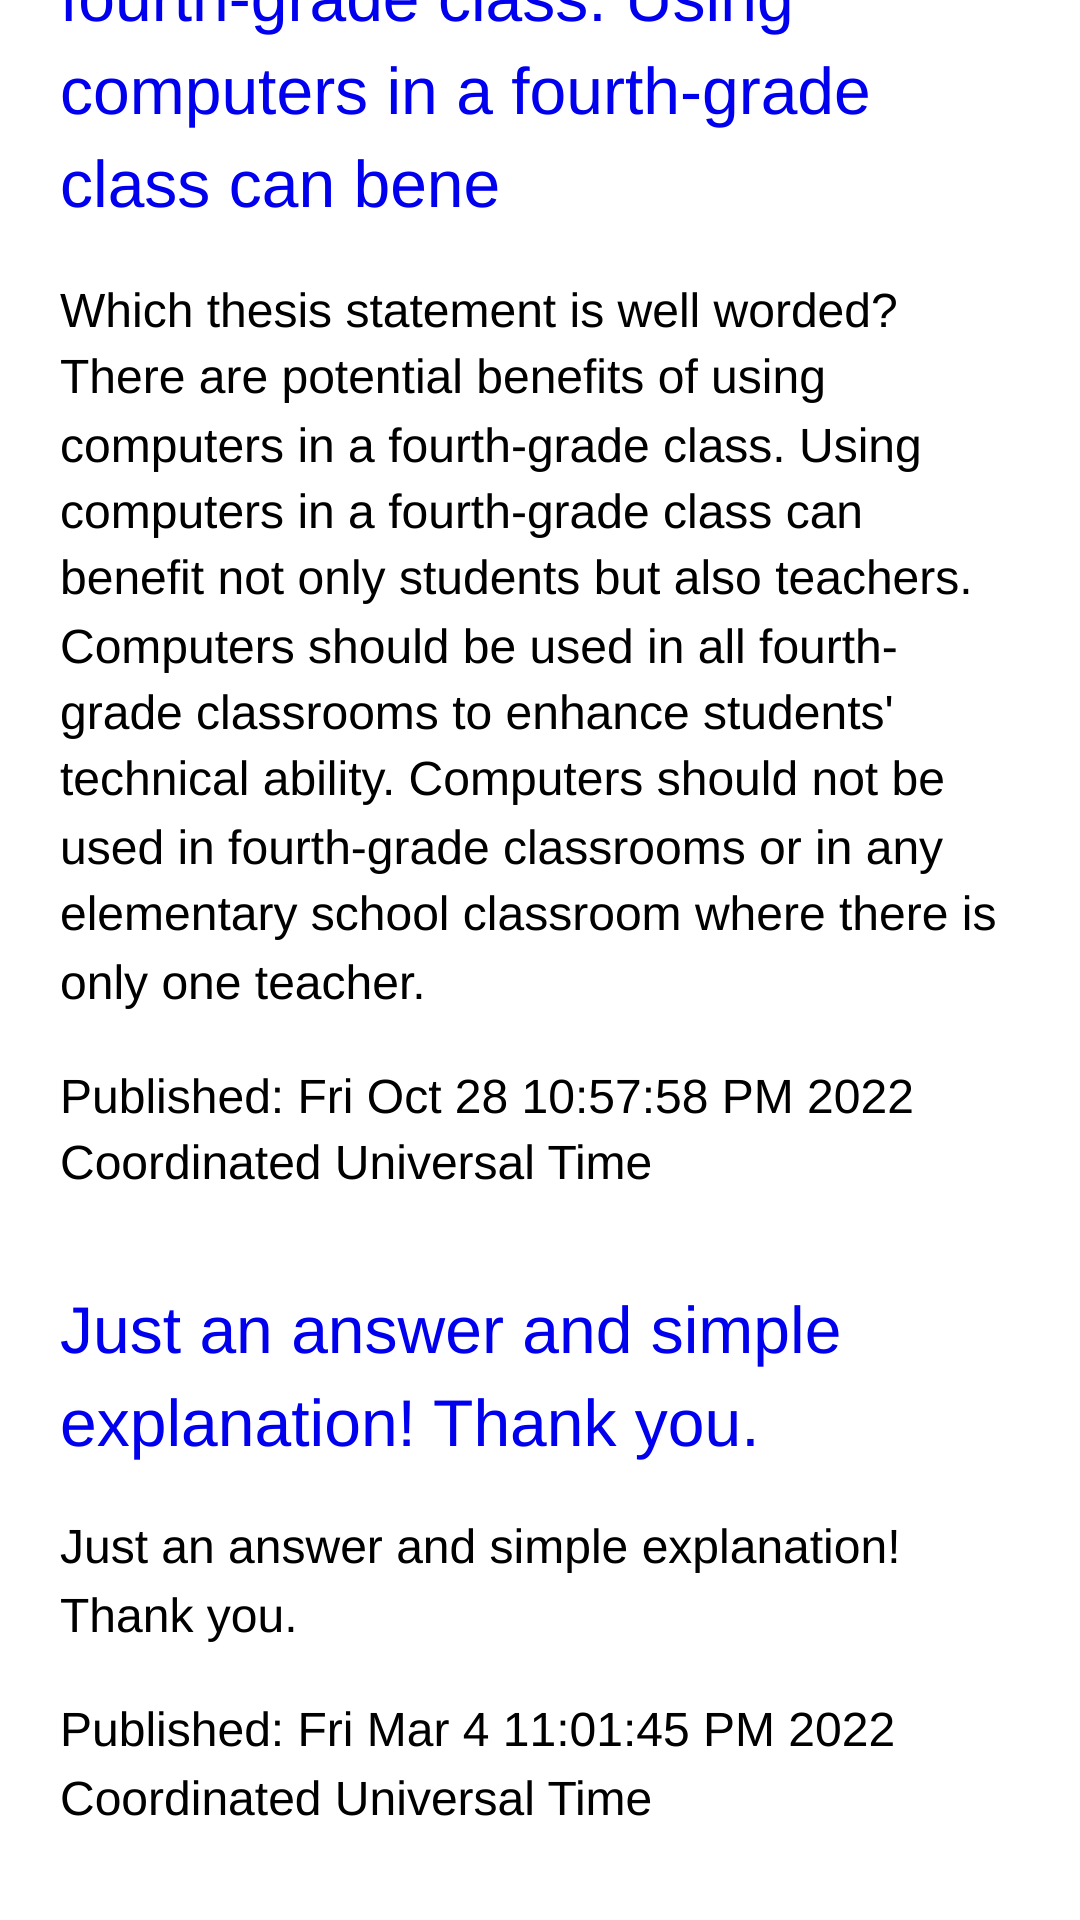 fourth-grade class. Using
computers in a fourth-grade
class can bene
Which thesis statement is well worded?
There are potential benefits of using
computers in a fourth-grade class. Using
computers in a fourth-grade class can
benefit not only students but also teachers.
Computers should be used in all fourth-
grade classrooms to enhance students'
technical ability. Computers should not be
used in fourth-grade classrooms or in any
elementary school classroom where there is
only one teacher.
Published: Fri Oct 28 10:57:58 PM 2022
Coordinated Universal Time
Just an answer and simple
explanation! Thank you.
Just an answer and simple explanation!
Thank you.
Published: Fri Mar 4 11:01:45 PM 2022
Coordinated Universal Time